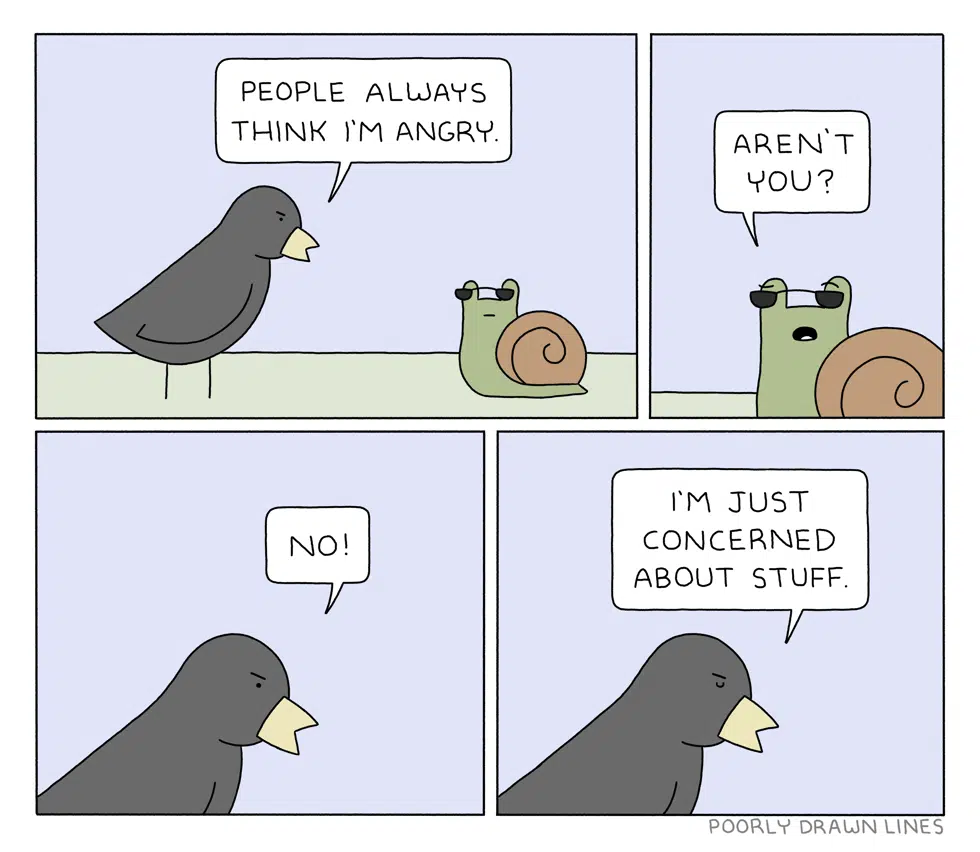 PEOPLE ALWAYS
THINK I'M ANGRY.
AREN'T
YOU?
NO!
I'M JUST
CONCERNED
ABOUT STUFF.
POORLY DRAWN LINES